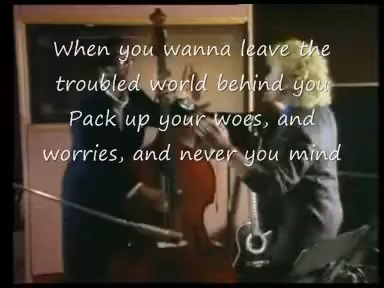 When you wanna leave the
troubled world behind you
Pack up your woes, and
worries, and never you mind